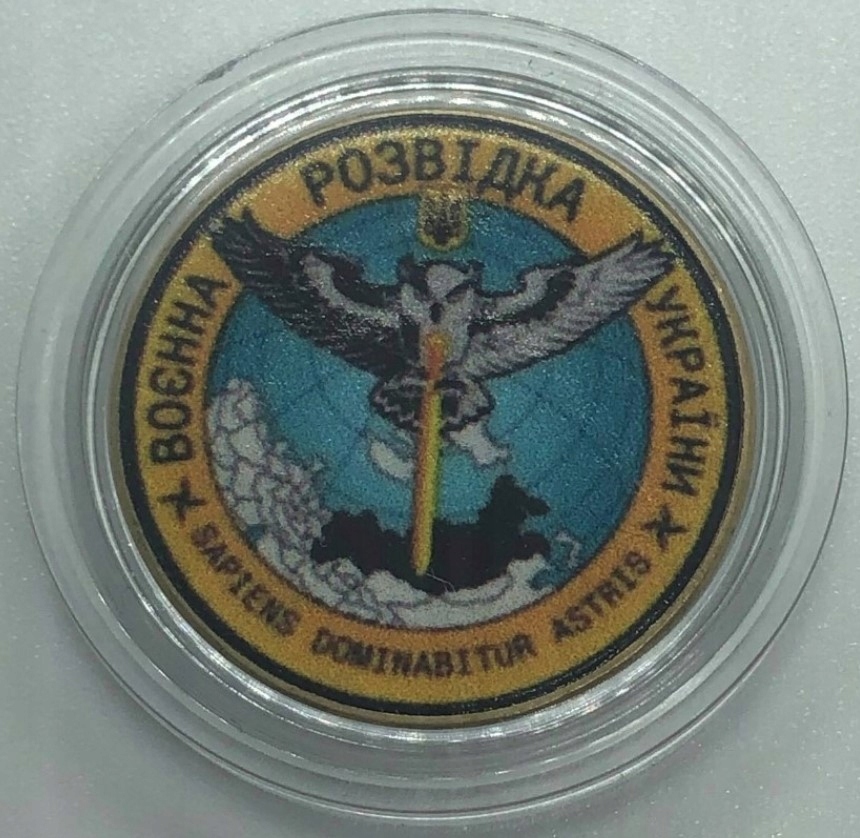 ВОЄННА РОЗВІДКА УКРАЇНИ
SAPIENS DOMINABITUR ASTRIS